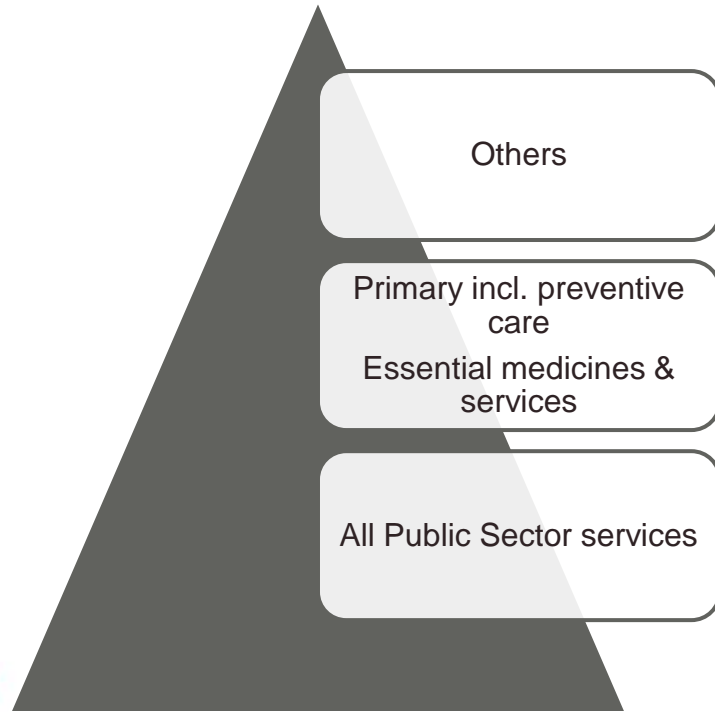 Others
Primary incl. preventive
care
Essential medicines &
services
All Public Sector services